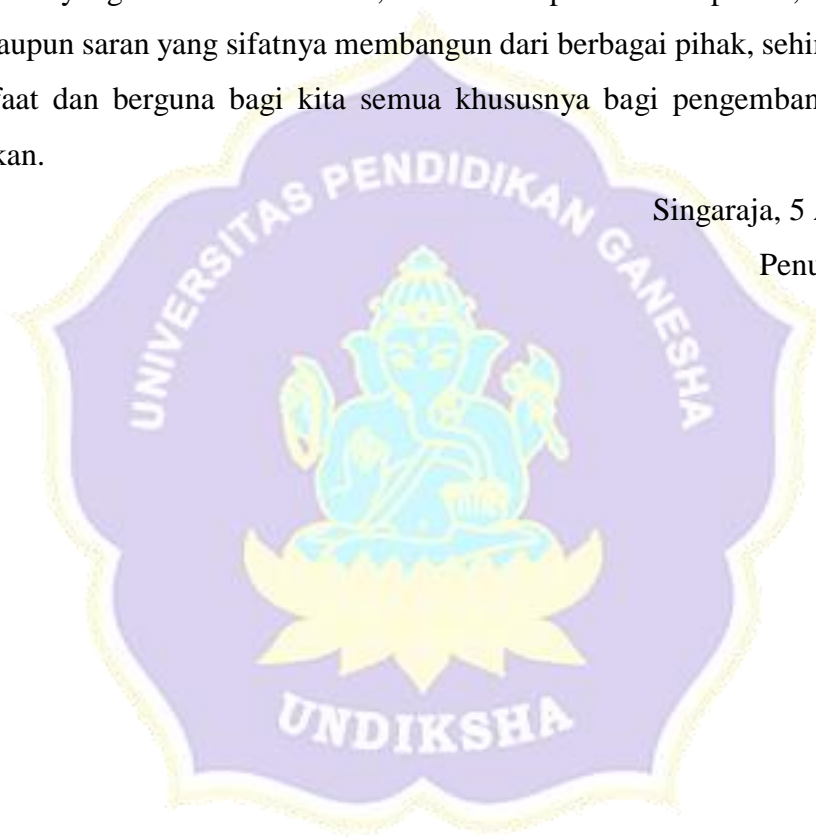 aupun saran yang sifatnya membangun dari berbagai pihak, sehin
faat dan berguna bagi kita semua khususnya bagi pengemban
kan.
Singaraja, 5
Penu
UNIVERSITAS PENDIDIKAN GANESHA
UNDIKSHA